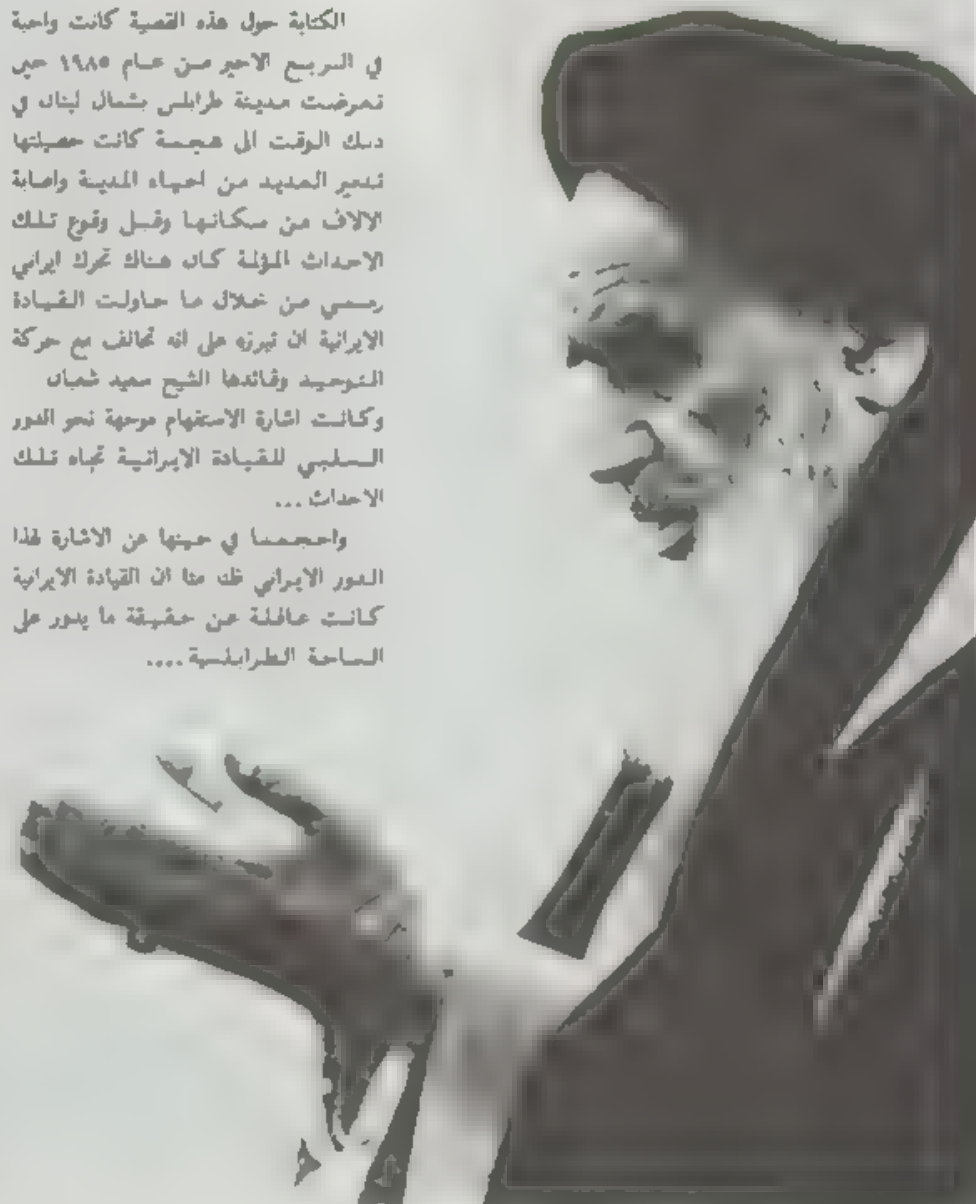 الكتابة حول هذه القضية كانت واجبة
في الربع الاخير من عام ١٩٨٥ حين
تعرضت مدينة طرابلس بشمال لبنان في
ذلك الوقت الى هجمة كانت حصيلتها
تدمير العديد من احياء المدينة واصابة
الالاف من سكانها وقبل وقوع تلك
الاحداث المؤلمة كان هناك تحرك ايراني
رسمي من خلال ما حاولت القيادة
الايرانية ان تبرزه على انه تحالف مع حركة
التوحيد وقائدها الشيخ سعيد شعبان
وكانت اشارة الاستفهام موجهة نحو الدور
السلبي للقيادة الايرانية تجاه تلك
الاحداث ...
واحجمنا في حينها عن الاشارة لهذا
الدور الايراني ظنا منا ان القيادة الايرانية
كانت غافلة عن حقيقة ما يدور على
الساحة الطرابلسية ....